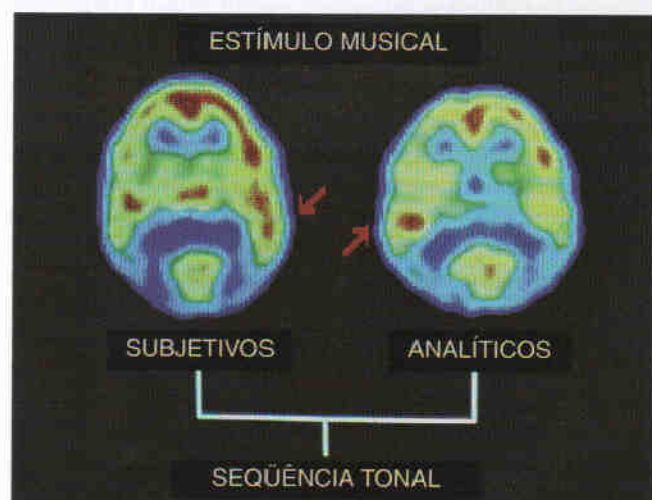 ESTÍMULO MUSICAL
SUBJETIVOS
ANALÍTICOS
SEQÜÊNCIA TONAL